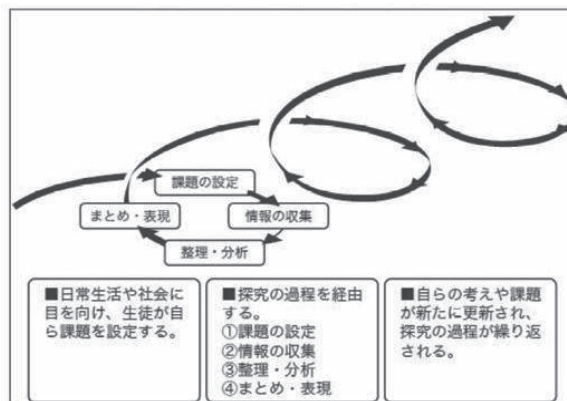 課題の設定
まとめ・表現
情報の収集
整理・分析
■日常生活や社会に
目を向け、生徒が自
ら課題を設定する。
■探究の過程を経由
する。
①課題の設定
②情報の収集
③整理・分析
④まとめ・表現
■自らの考えや課題
が新たに更新され、
探究の過程が繰り返
される。